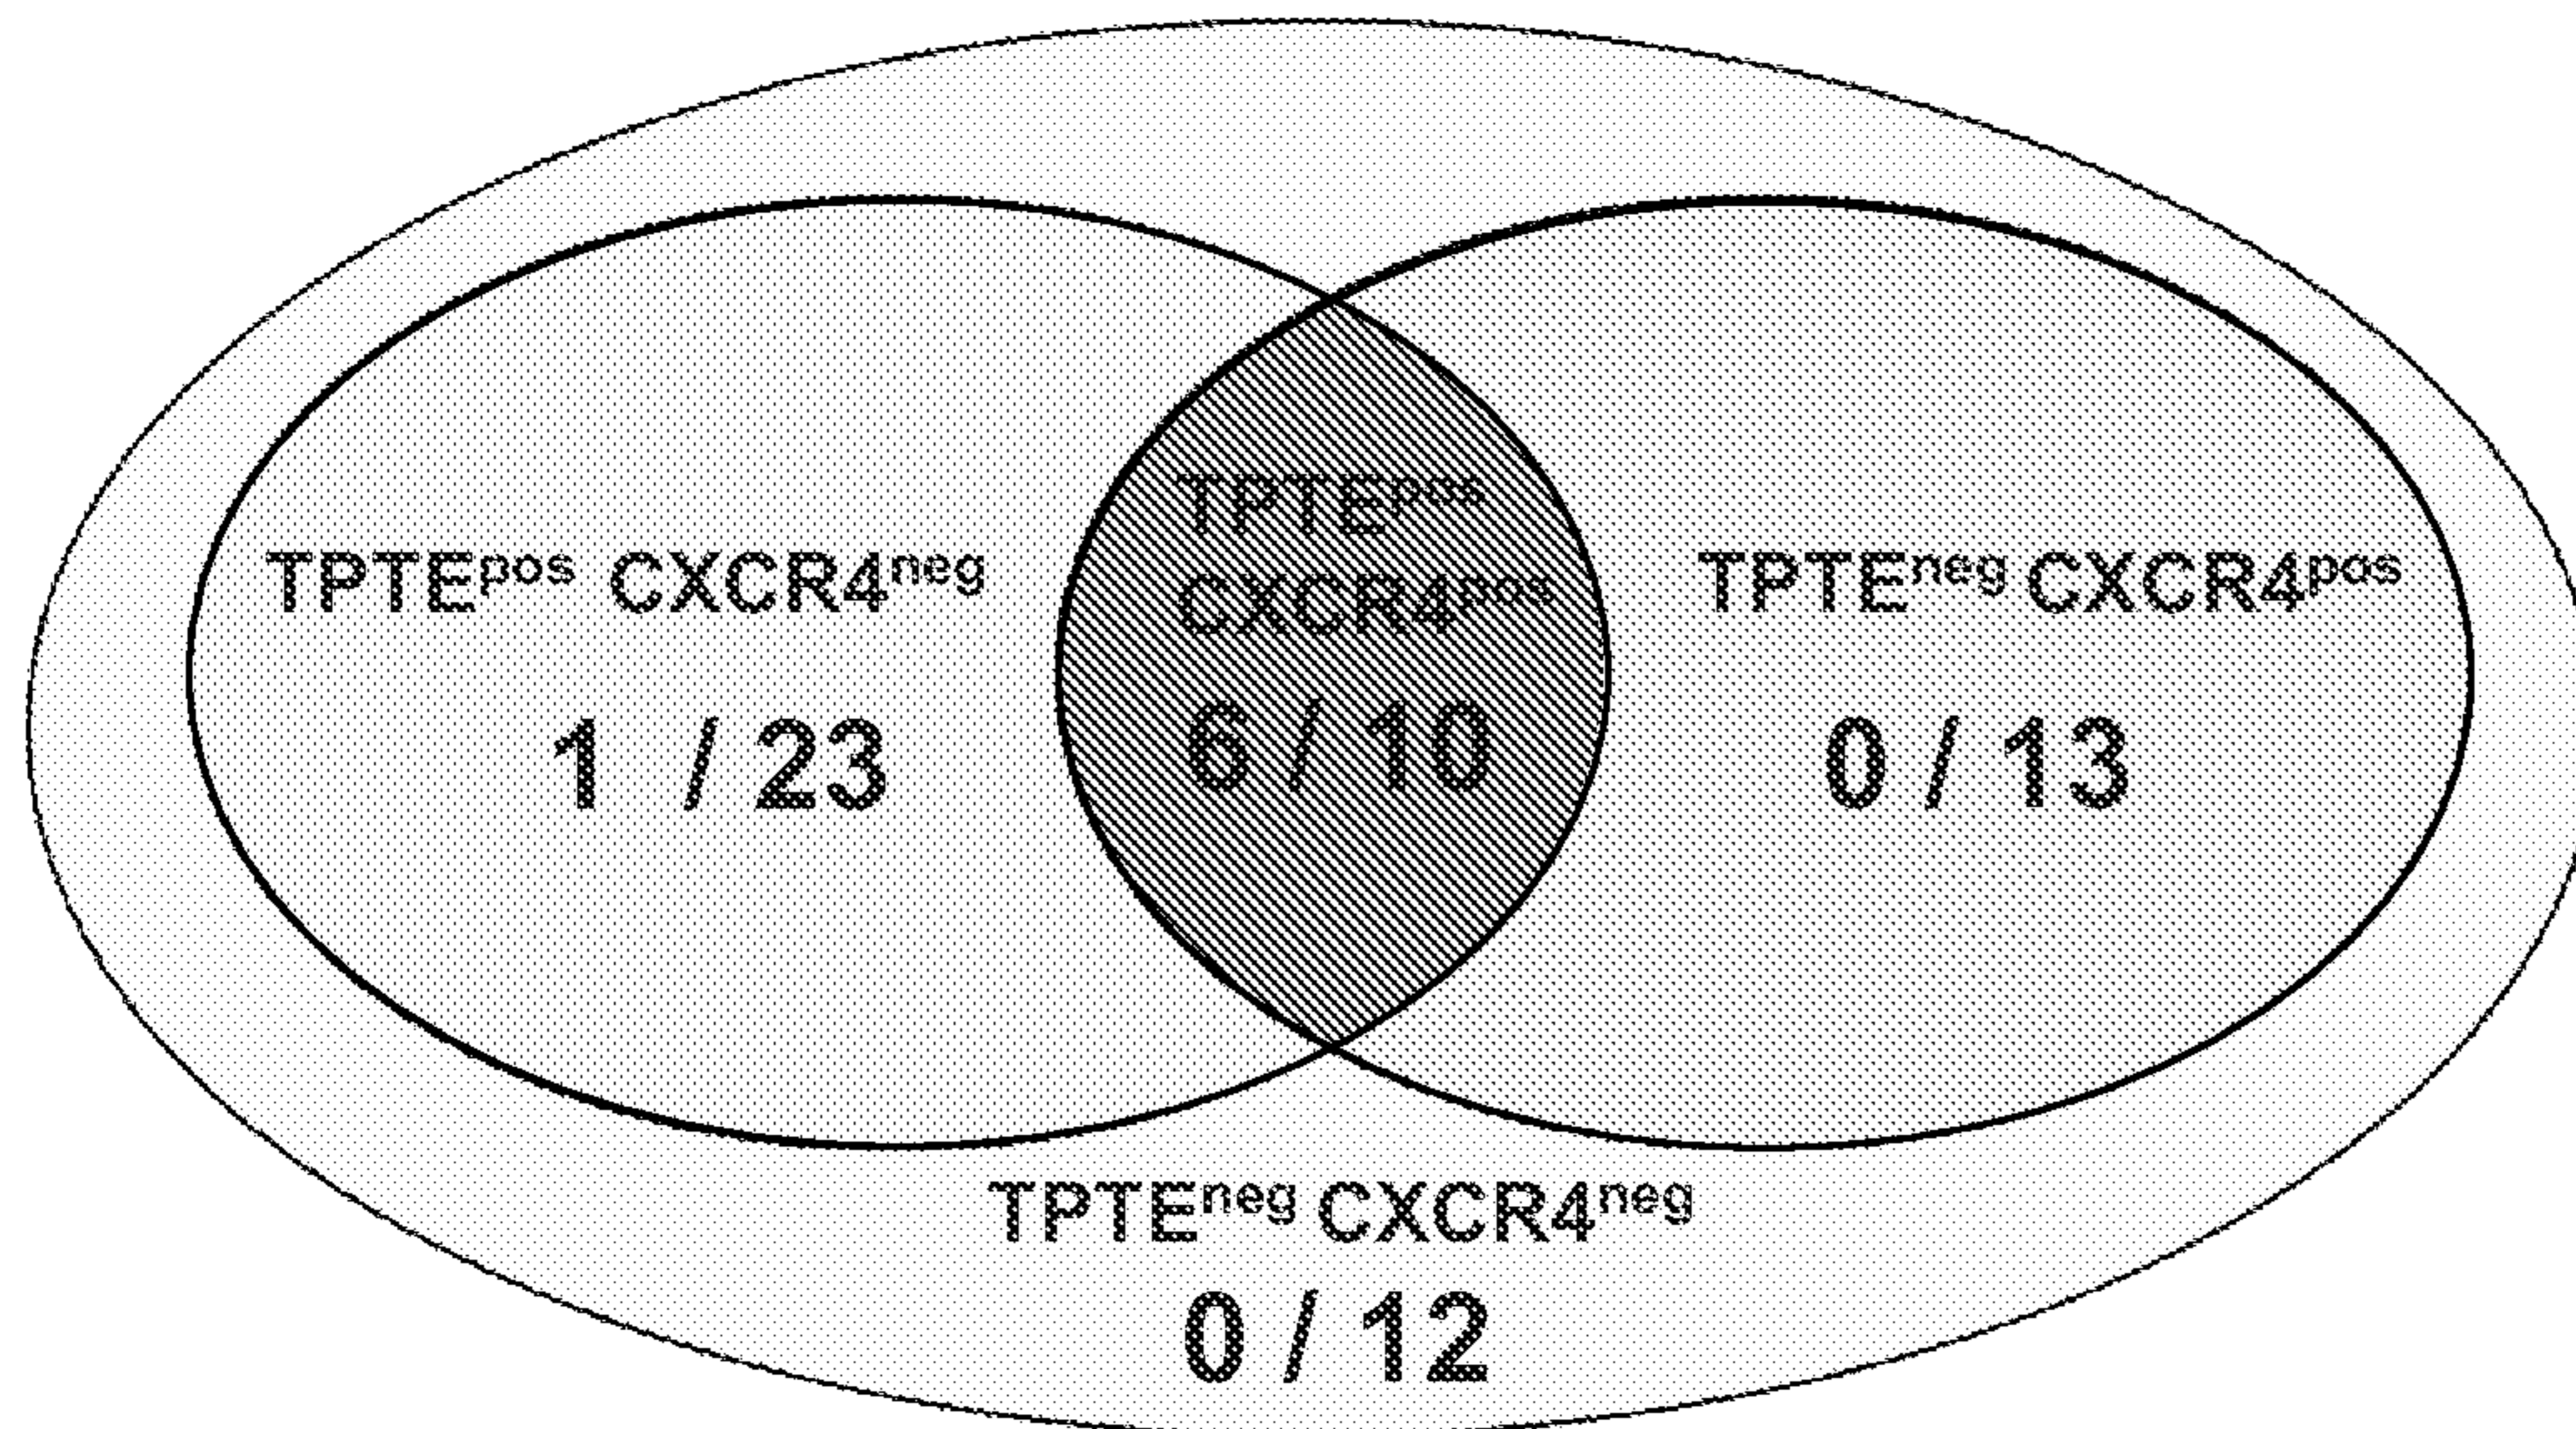 TPTEpos
CXCR4pos
6 / 10
TPTEpos CXCR4neg
1 / 23
TPTEneg CXCR4pos
0 / 13
TPTEneg CXCR4neg
0 / 12